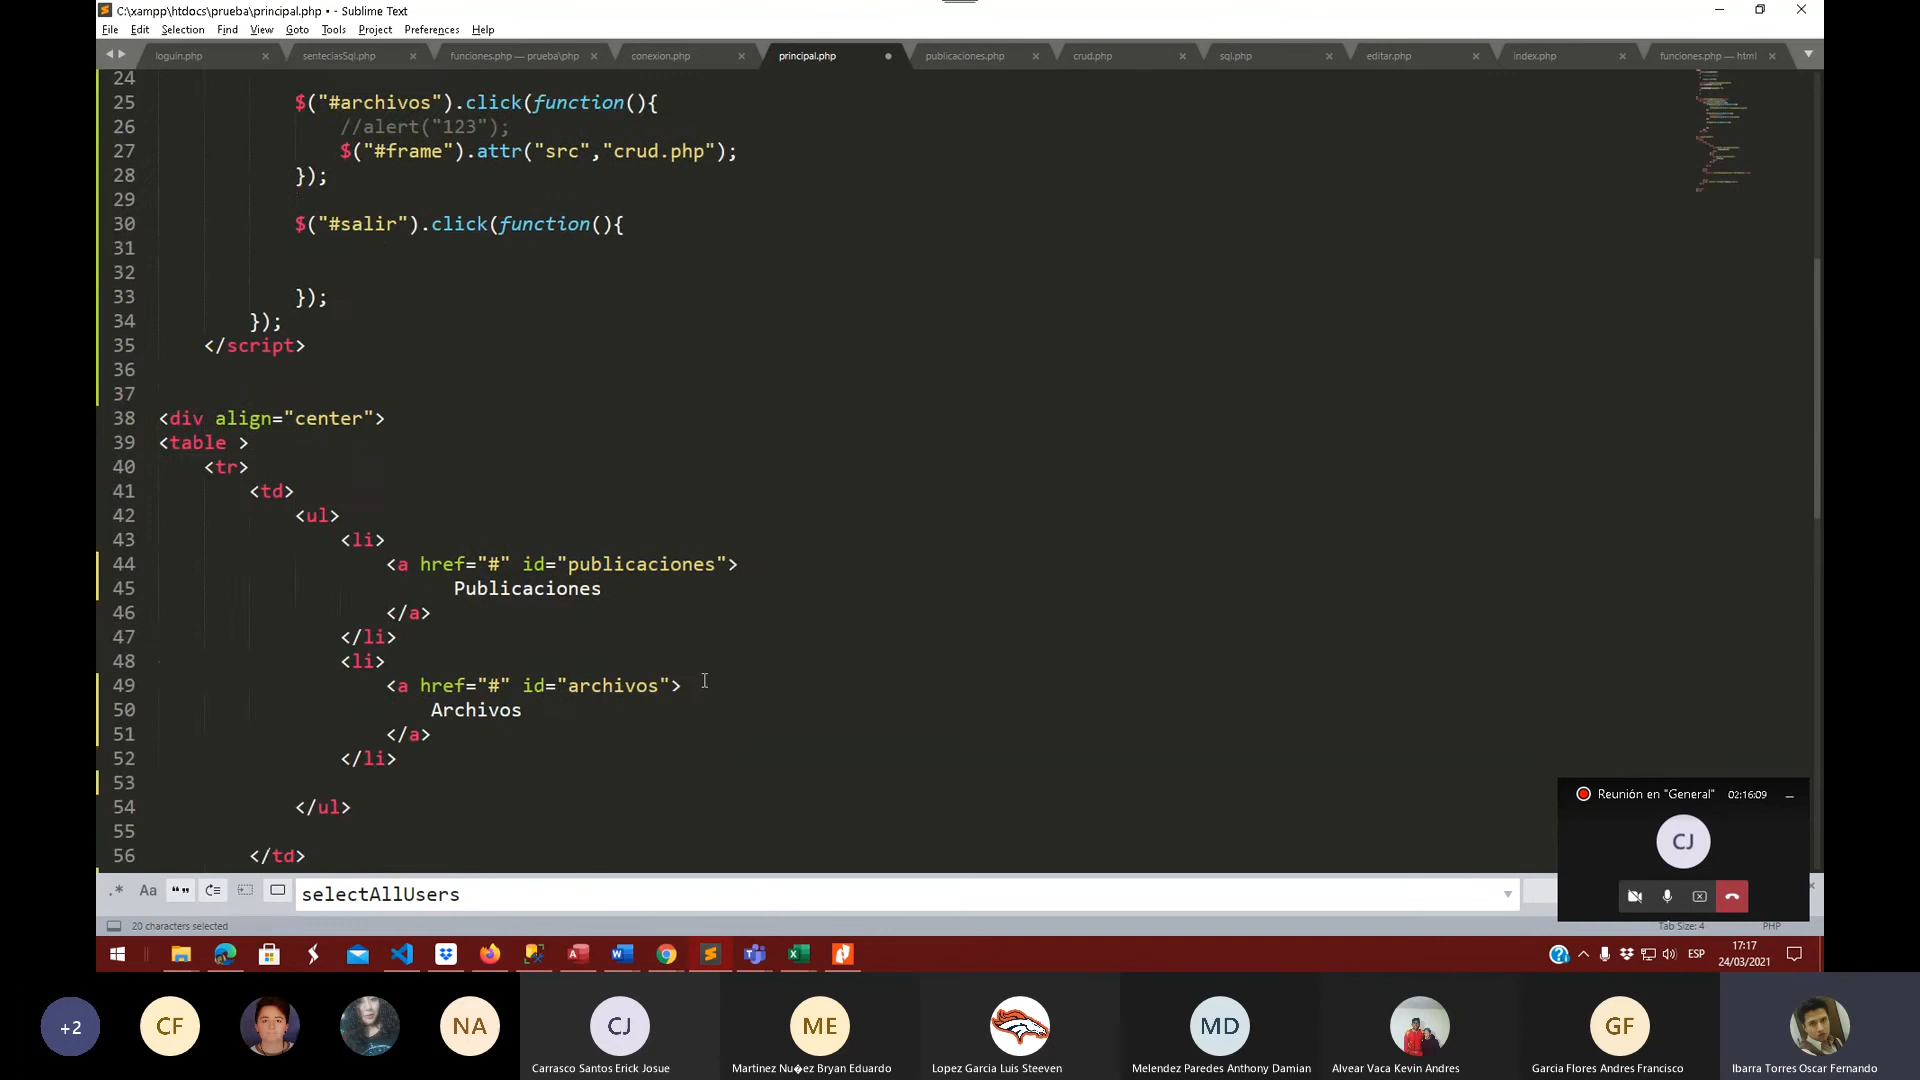 C:\xampp\htdocs\prueba\principal.php • - Sublime Text
File Edit Selection Find View Goto Tools Project Preferences Help
loguin.php senteciasSql.php funciones.php — prueba\php conexion.php principal.php publicaciones.php crud.php sql.php editar.php index.php funciones.php — html
24
25 $("#archivos").click(function(){
26 //alert("123");
27 $("#frame").attr("src","crud.php");
28 });
29
30 $("#salir").click(function(){
31
32
33 });
34 });
35 </script>
36
37
38 <div align="center">
39 <table >
40 <tr>
41 <td>
42 <ul>
43 <li>
44 <a href="#" id="publicaciones">
45 Publicaciones
46 </a>
47 </li>
48 <li>
49 <a href="#" id="archivos">
50 Archivos
51 </a>
52 </li>
53
54 </ul>
55
56 </td>
Reunión en "General" 02:16:09
CJ
.* Aa “” selectAllUsers
20 characters selected
Tab Size: 4 PHP
ESP
17:17
24/03/2021
+2 CF NA CJ ME MD GF
Carrasco Santos Erick Josue
Martinez Nu�ez Bryan Eduardo
Lopez Garcia Luis Steeven
Melendez Paredes Anthony Damian
Alvear Vaca Kevin Andres
Garcia Flores Andres Francisco
Ibarra Torres Oscar Fernando